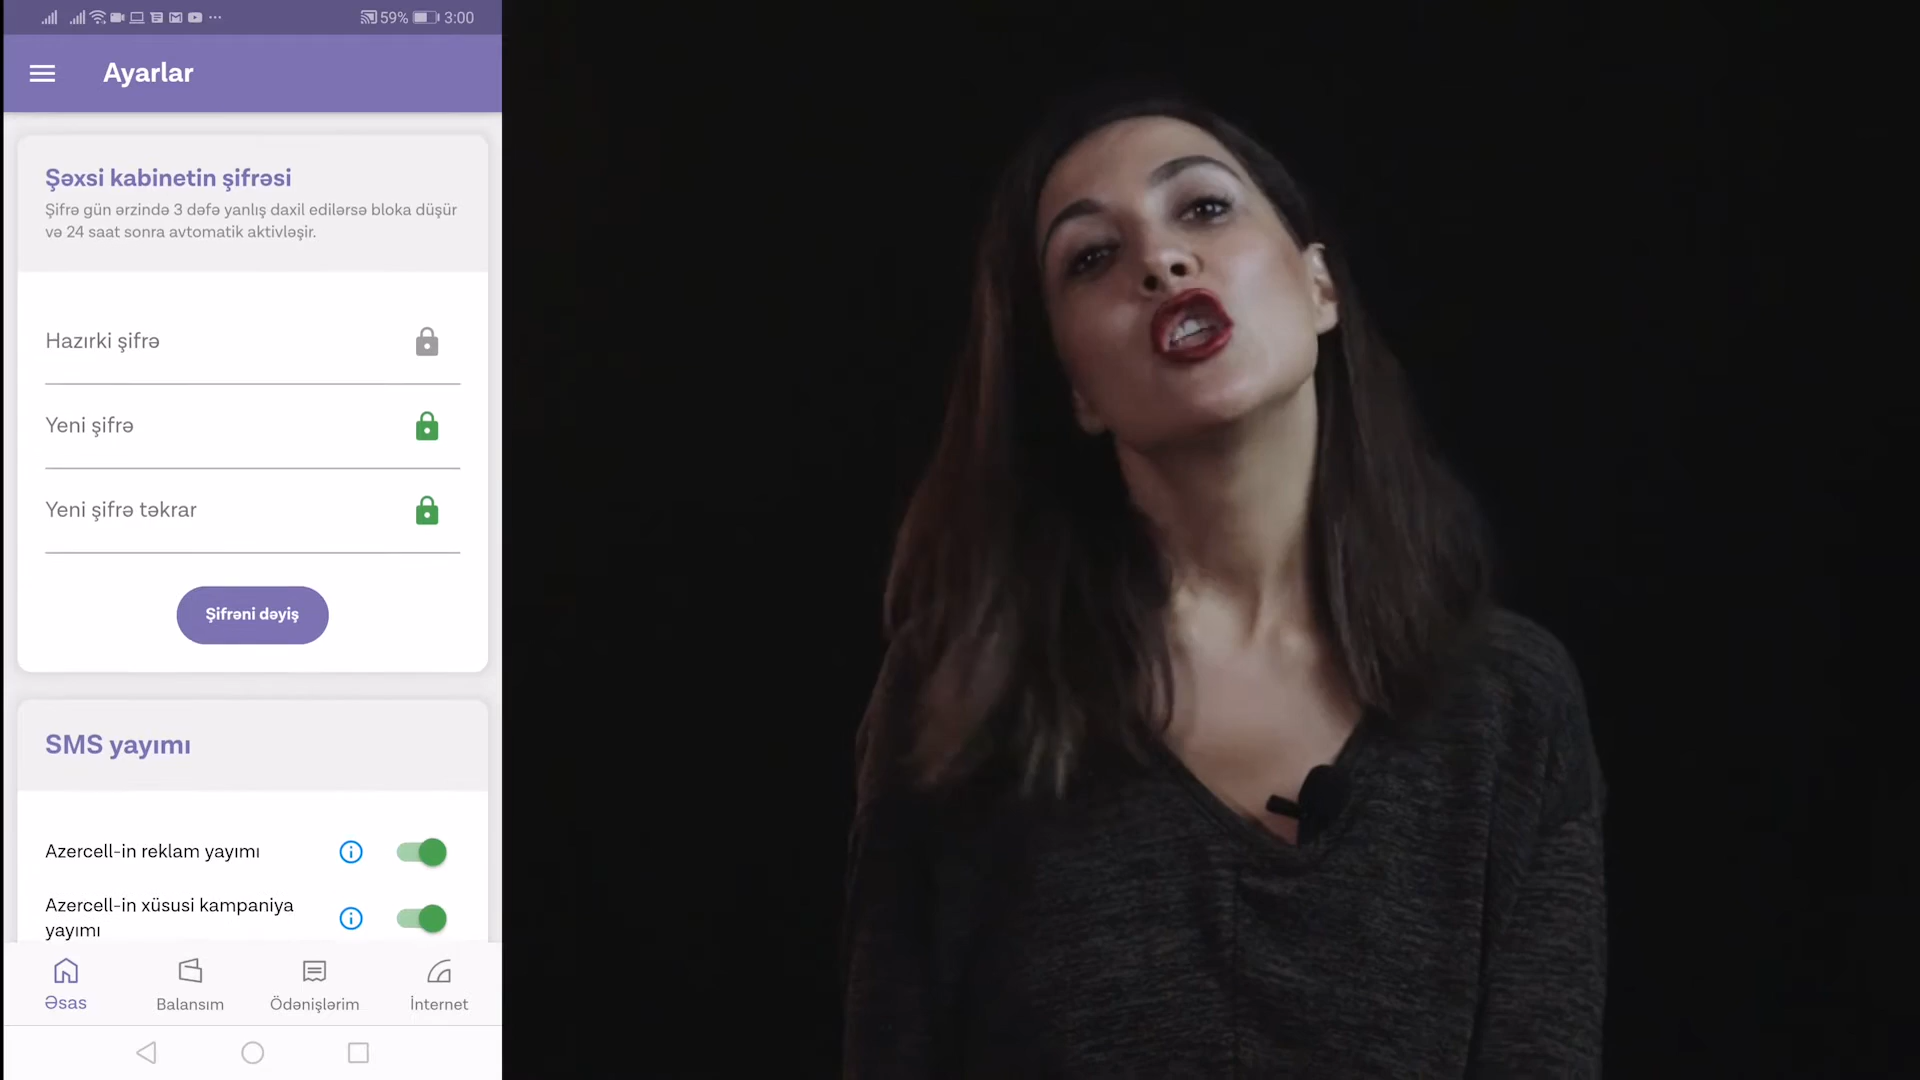 59% 3:00
Ayarlar
Şəxsi kabinetin şifrəsi
Şifrə gün ərzində 3 dəfə yanlış daxil edilərsə bloka düşür
və 24 saat sonra avtomatik aktivləşir.
Hazırki şifrə
Yeni şifrə
Yeni şifrə təkrar
Şifrəni dəyiş
SMS yayımı
Azercell-in reklam yayımı
Azercell-in xüsusi kampaniya
yayımı
Əsas Balansım Ödənişlərim İnternet